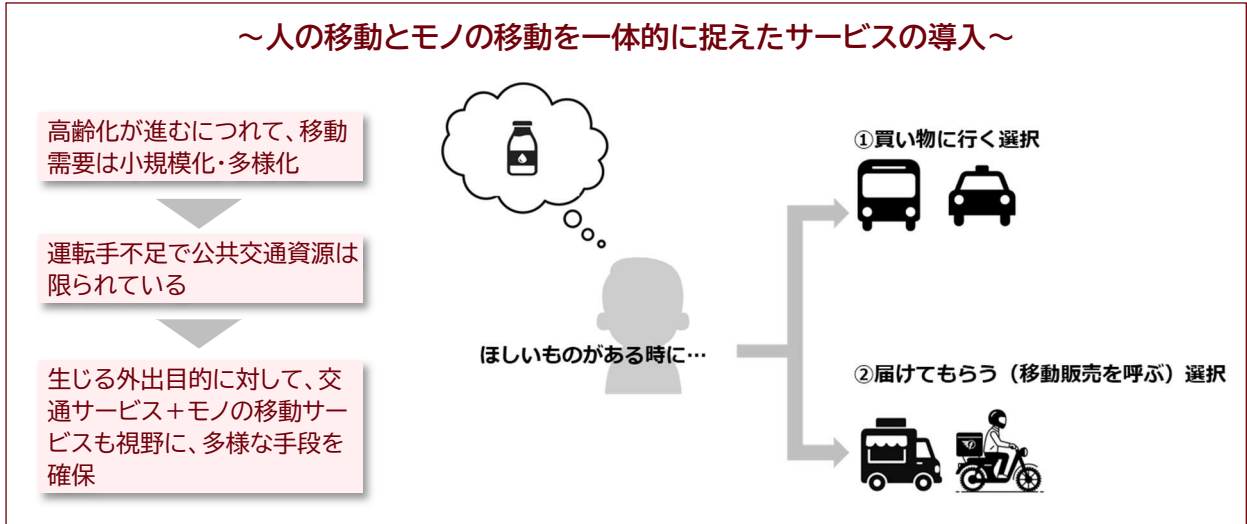 ～人の移動とモノの移動を一体的に捉えたサービスの導入～
高齢化が進むにつれて、移動
需要は小規模化・多様化
運転手不足で公共交通資源は
限られている
生じる外出目的に対して、交
通サービス＋モノの移動サー
ビスも視野に、多様な手段を
確保
ほしいものがある時に…
①買い物に行く選択
②届けてもらう（移動販売を呼ぶ）選択